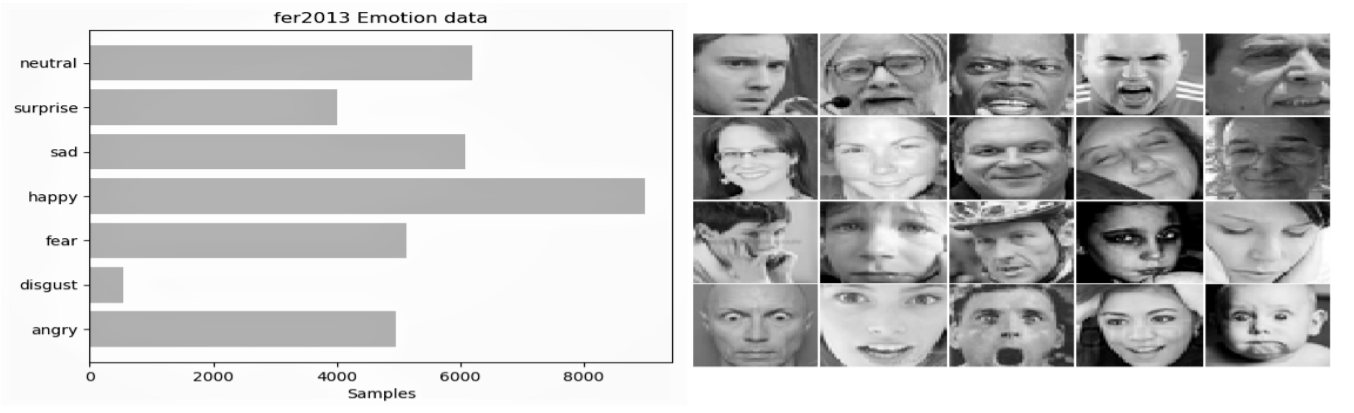 fer2013 Emotion data
neutral
surprise
sad
happy
fear
disgust
angry
0 2000 4000 6000 8000
Samples